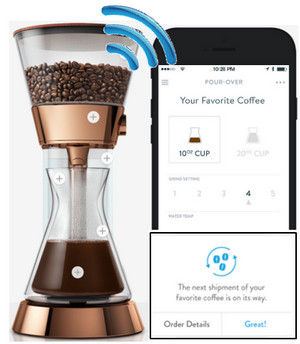 10:26 PM
POUR-OVER
Your Favorite Coffee
10OZ CUP
20OZ CUP
GRIND SETTING
1 2 3 4 5
WATER TEMP
The next shipment of your
favorite coffee is on its way.
Order Details Great!